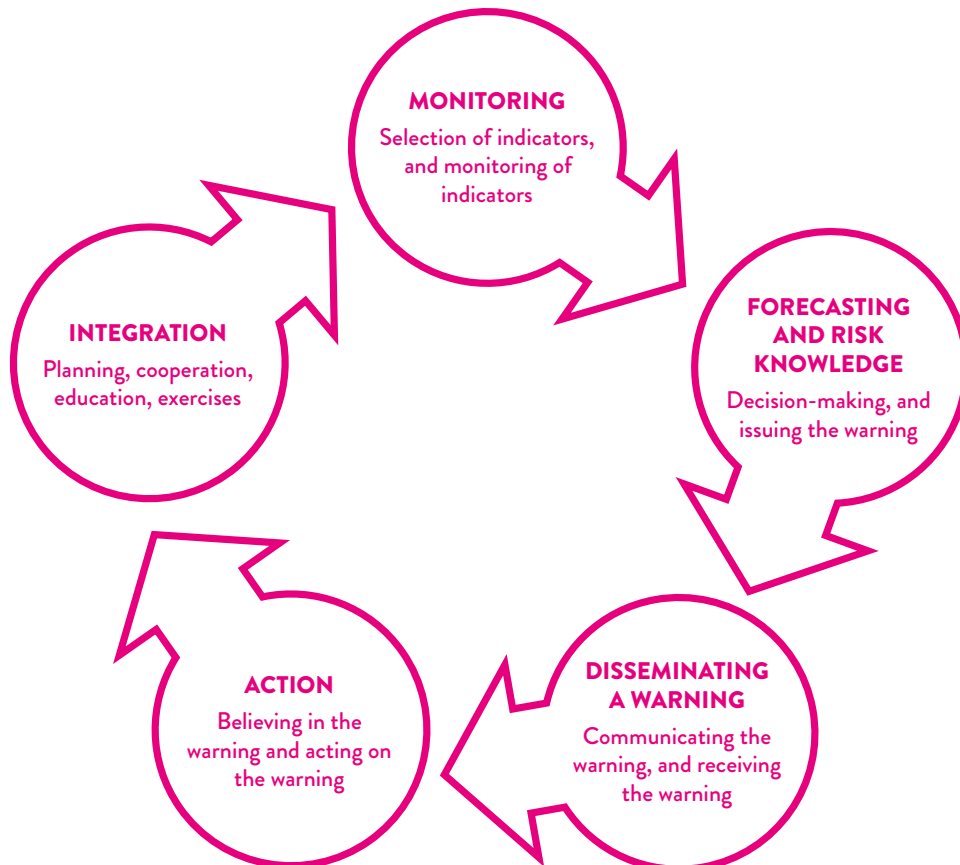 MONITORING
Selection of indicators,
and monitoring of
indicators
FORECASTING
AND RISK
KNOWLEDGE
Decision-making, and
issuing the warning
DISSEMINATING
A WARNING
Communicating the
warning, and receiving
the warning
ACTION
Believing in the
warning and acting on
the warning
INTEGRATION
Planning, cooperation,
education, exercises